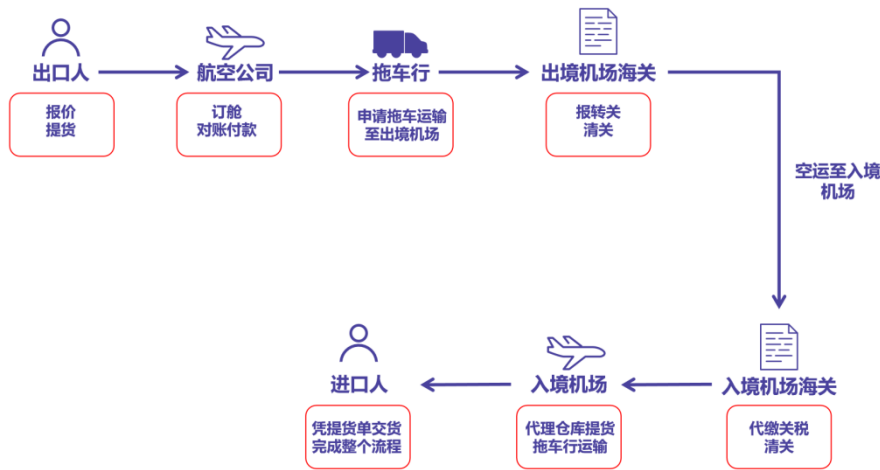 出口人
报价
提货
航空公司
订舱
对账付款
拖车行
申请拖车运输
至出境机场
出境机场海关
报转关
清关
空运至入境
机场
入境机场海关
代缴关税
清关
入境机场
代理仓库提货
拖车行运输
进口人
凭提货单交货
完成整个流程